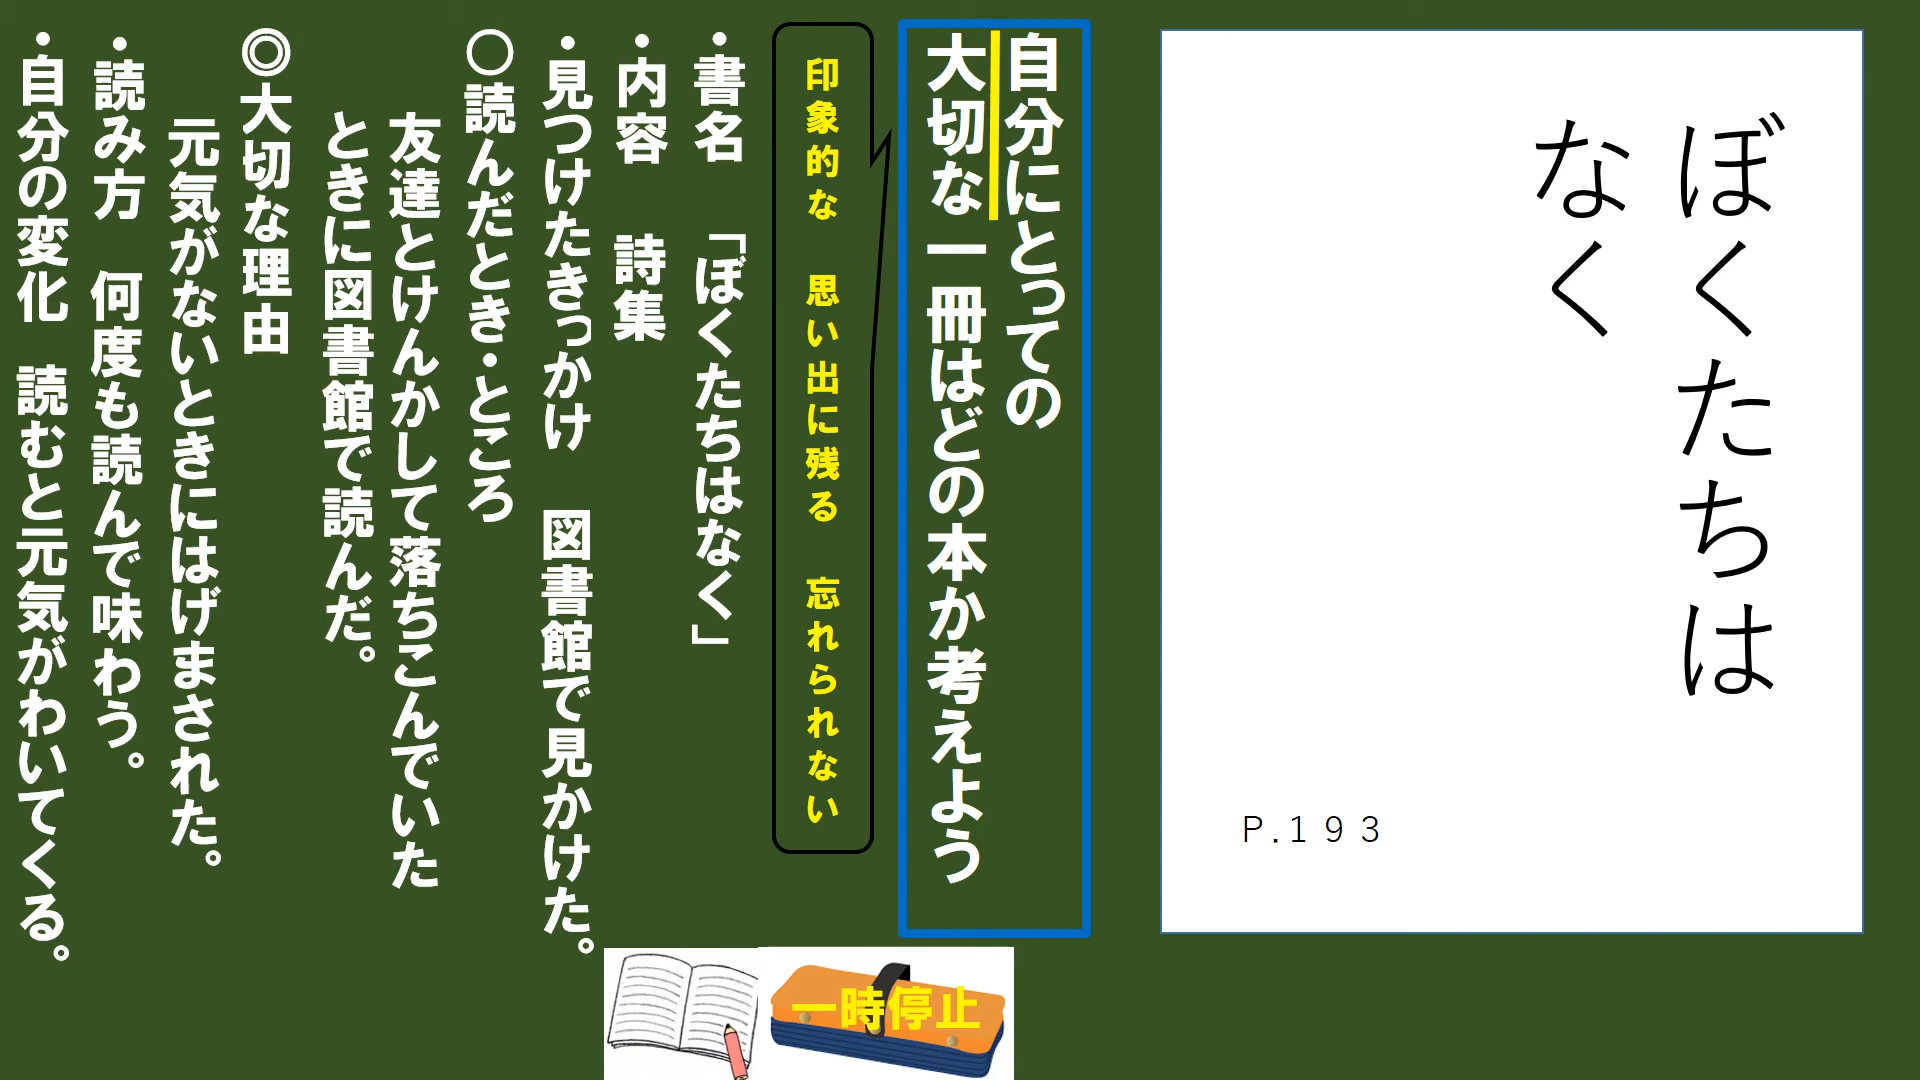 ぼくたちは
なく
P.１９３
自分にとっての
大切な一冊はどの本か考えよう
印象的な　思い出に残る　忘れられない
・書名　「ぼくたちはなく」
・内容　詩集
・見つけたきっかけ　図書館で見かけた。
○読んだとき・ところ
友達とけんかして落ちこんでいた
ときに図書館で読んだ。
◎大切な理由
元気がないときにはげまされた。
・読み方　何度も読んで味わう。
・自分の変化　読むと元気がわいてくる。
一時停止